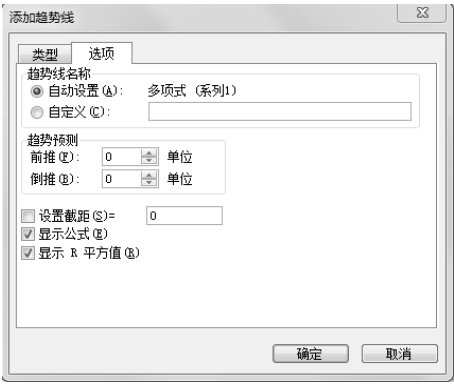 添加趋势线
类型 选项
趋势线名称
自动设置(A): 多项式 (系列1)
自定义(C):
趋势预测
前推(F): 0 单位
倒推(B): 0 单位
设置截距(S)= 0
显示公式(E)
显示 R 平方值(R)
确定 取消